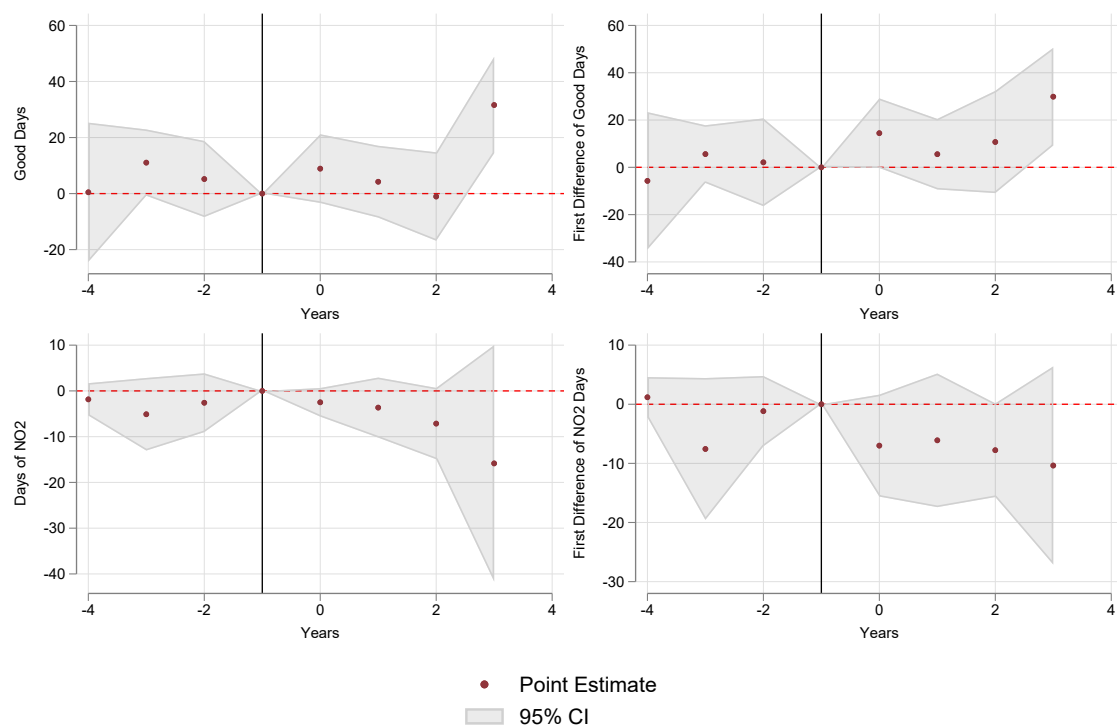 60
40
20
0
-20
Good Days
-4 -2 0 2 4
Years
60
40
20
0
-20
-40
First Difference of Good Days
-4 -2 0 2 4
Years
10
0
-10
-20
-30
-40
Days of NO2
-4 -2 0 2 4
Years
10
0
-10
-20
-30
First Difference of NO2 Days
-4 -2 0 2 4
Years
Point Estimate
95% CI